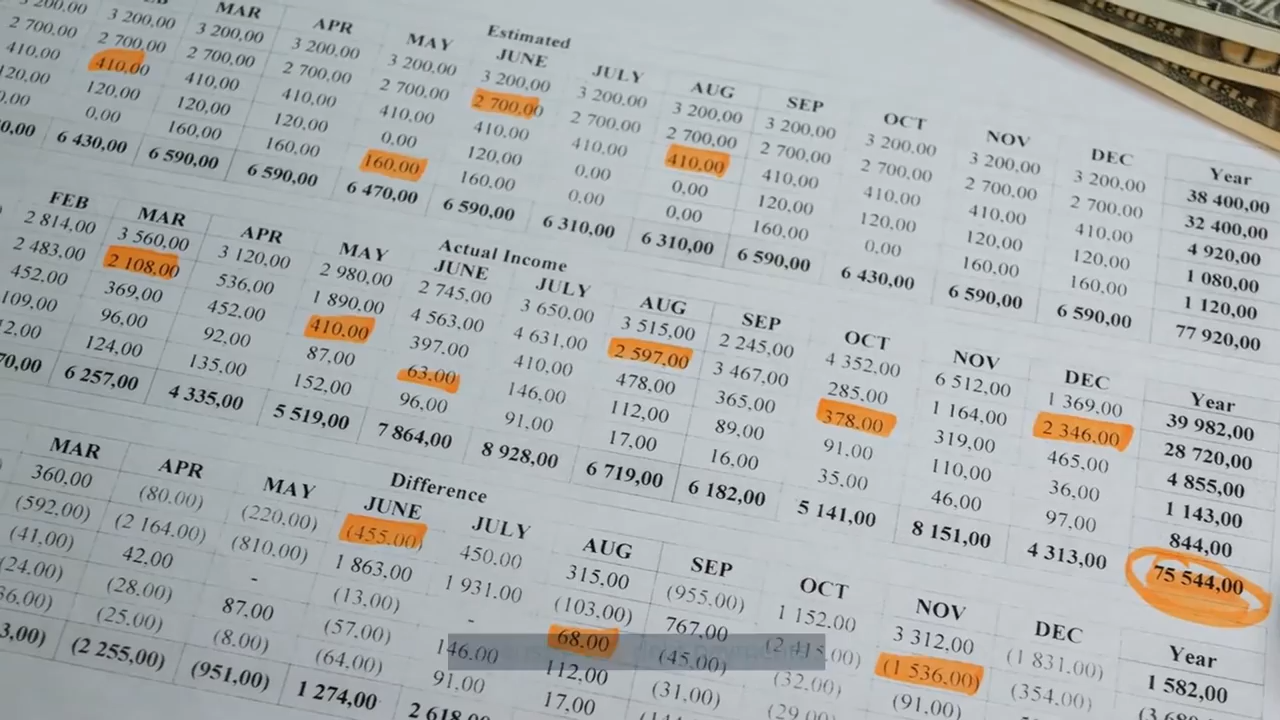 Estimated
MAR APR MAY JUNE JULY AUG SEP OCT NOV DEC Year
3 200,00 3 200,00 3 200,00 3 200,00 3 200,00 3 200,00 3 200,00 3 200,00 3 200,00 3 200,00 3 200,00 38 400,00
2 700,00 2 700,00 2 700,00 2 700,00 2 700,00 2 700,00 2 700,00 2 700,00 2 700,00 2 700,00 2 700,00 2 700,00 32 400,00
410,00 410,00 410,00 410,00 410,00 410,00 410,00 410,00 410,00 410,00 410,00 410,00 4 920,00
120,00 120,00 120,00 120,00 0.00 120,00 0.00 0.00 120,00 120,00 120,00 120,00 1 080,00
0.00 160,00 160,00 160,00 160,00 0.00 0.00 160,00 0.00 160,00 160,00 1 120,00
6 430,00 6 590,00 6 590,00 6 470,00 6 590,00 6 310,00 6 310,00 6 590,00 6 430,00 6 590,00 6 590,00 77 920,00
Actual Income
FEB MAR APR MAY JUNE JULY AUG SEP OCT NOV DEC Year
2 814,00 3 560,00 3 120,00 2 980,00 2 745,00 3 650,00 3 515,00 2 245,00 4 352,00 6 512,00 1 369,00 39 982,00
2 483,00 2 108,00 536,00 1 890,00 4 563,00 4 631,00 2 597,00 3 467,00 285,00 1 164,00 2 346,00 28 720,00
452,00 369,00 452,00 410,00 397,00 410,00 478,00 365,00 378,00 319,00 465,00 4 855,00
109,00 96,00 92,00 87,00 63,00 146,00 112,00 89,00 91,00 110,00 36,00 1 143,00
124,00 135,00 152,00 96,00 91,00 17,00 16,00 35,00 46,00 97,00 844,00
6 257,00 4 335,00 5 519,00 7 864,00 8 928,00 6 719,00 6 182,00 5 141,00 8 151,00 4 313,00 75 544,00
Difference
MAR APR MAY JUNE JULY AUG SEP OCT NOV DEC Year
360,00 (80.00) (220,00) (455.00) 450.00 315.00 (955.00) 1 152.00 3 312,00 (1 831.00) 1 582,00
(592,00) (2 164.00) (810.00) 1 863,00 1 931.00 (103.00) 767,00 (1 536.00) (354.00)
(41,00) 42,00 - (13.00) - 68.00 (45.00) (32.00) (91.00)
(24.00) (28.00) 87.00 (57.00) 146.00 112,00 (31.00) (29.00)
(25.00) (8.00) (64.00) 91.00 17.00
(2 255,00) (951,00) 1 274,00